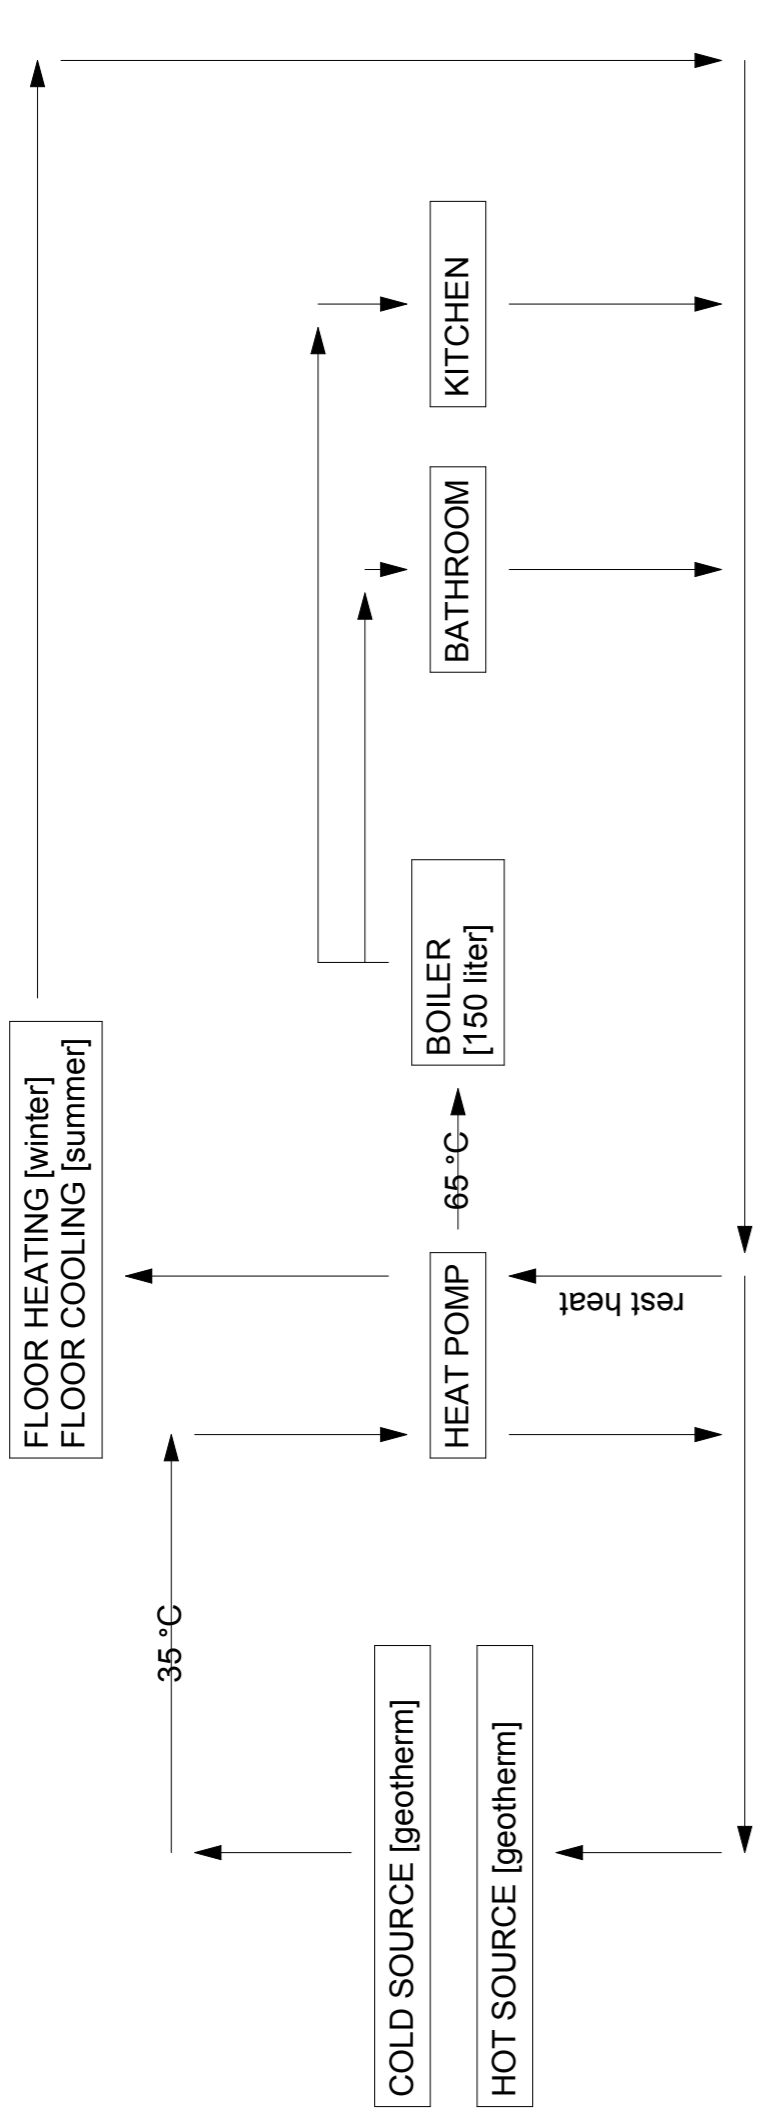 FLOOR HEATING [winter]
FLOOR COOLING [summer]
35 °C
COLD SOURCE [geotherm]
HOT SOURCE [geotherm]
HEAT POMP
rest heat
65 °C
BOILER
[150 liter]
BATHROOM
KITCHEN